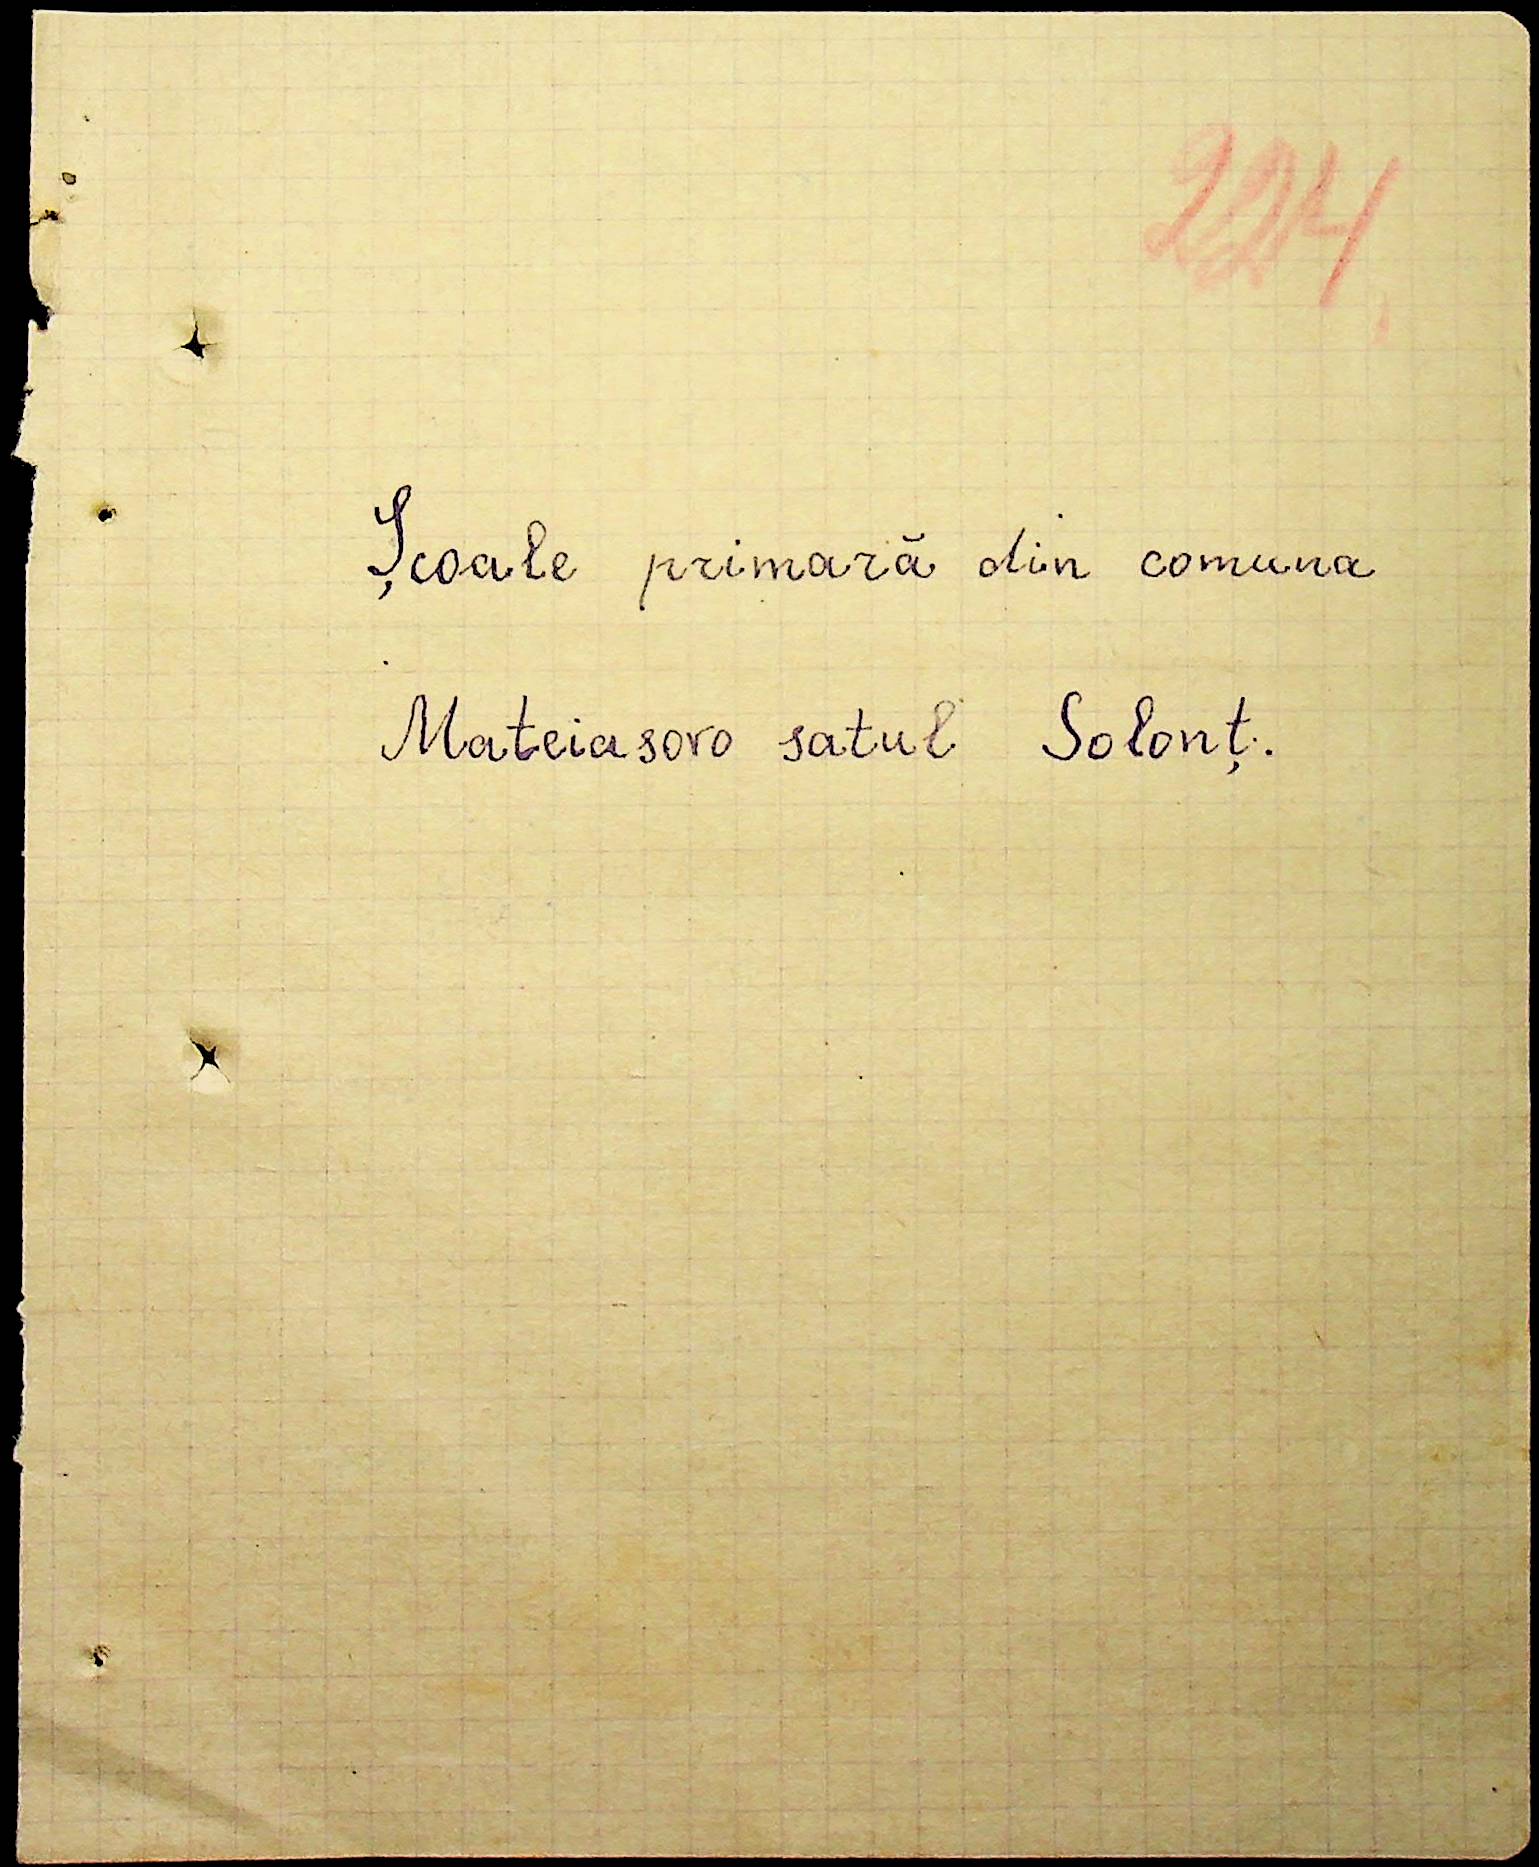 224
Școale primară din comuna
Mateiasoro satul Solonț.